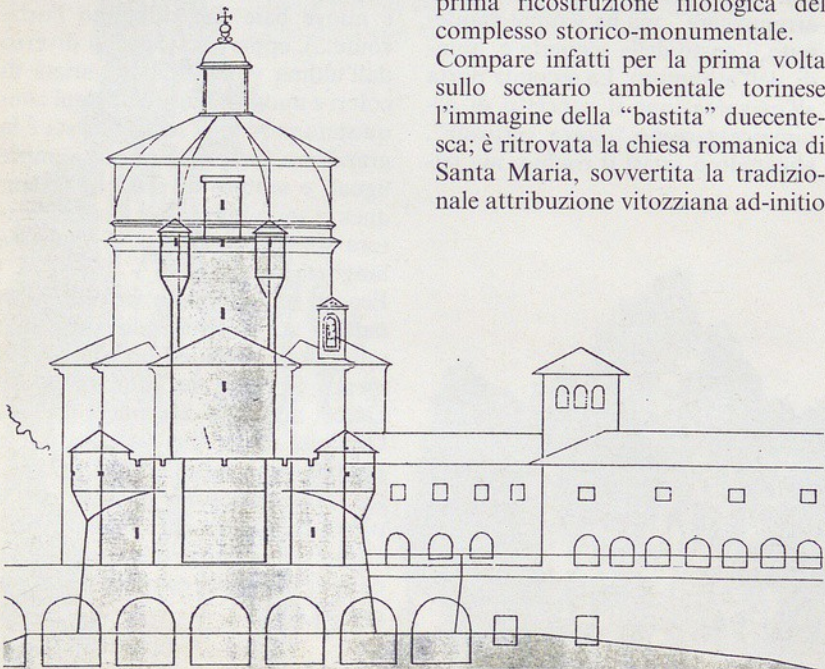 prima ricostruzione filologica del
complesso storico-monumentale.
Compare infatti per la prima volta
sullo scenario ambientale torinese
l'immagine della “bastita” duecente-
sca; è ritrovata la chiesa romanica di
Santa Maria, sovvertita la tradizio-
nale attribuzione vitozziana ad-initio